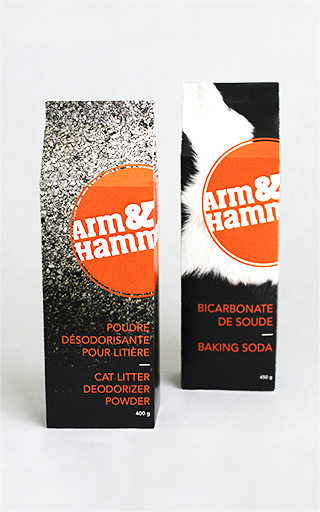 Arm&
Hamm
POUDRE
DÉSODORISANTE
POUR LITIÈRE
CAT LITTER
DEODORIZER
POWDER
400 g
Arm&
Hamm
BICARBONATE
DE SOUDE
BAKING SODA
450 g